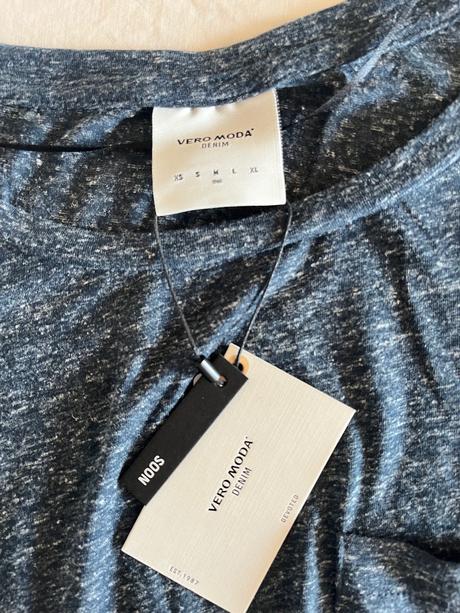 VERO MODA
DENIM
XS S M L XL
NOOS
VERO MODA
DENIM
DEVOTED
EST.1987